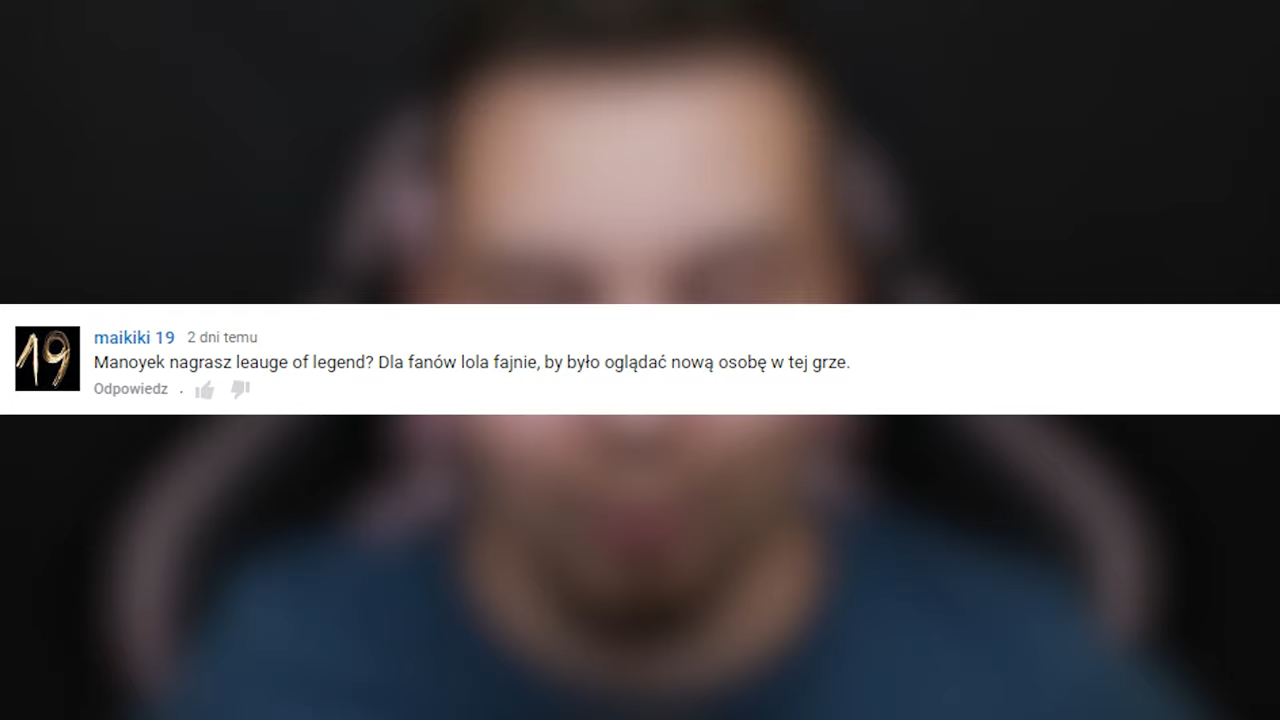 19
maikiki 19 2 dni temu
Manoyek nagrasz leauge of legend? Dla fanów lola fajnie, by było oglądać nową osobę w tej grze.
Odpowiedz .